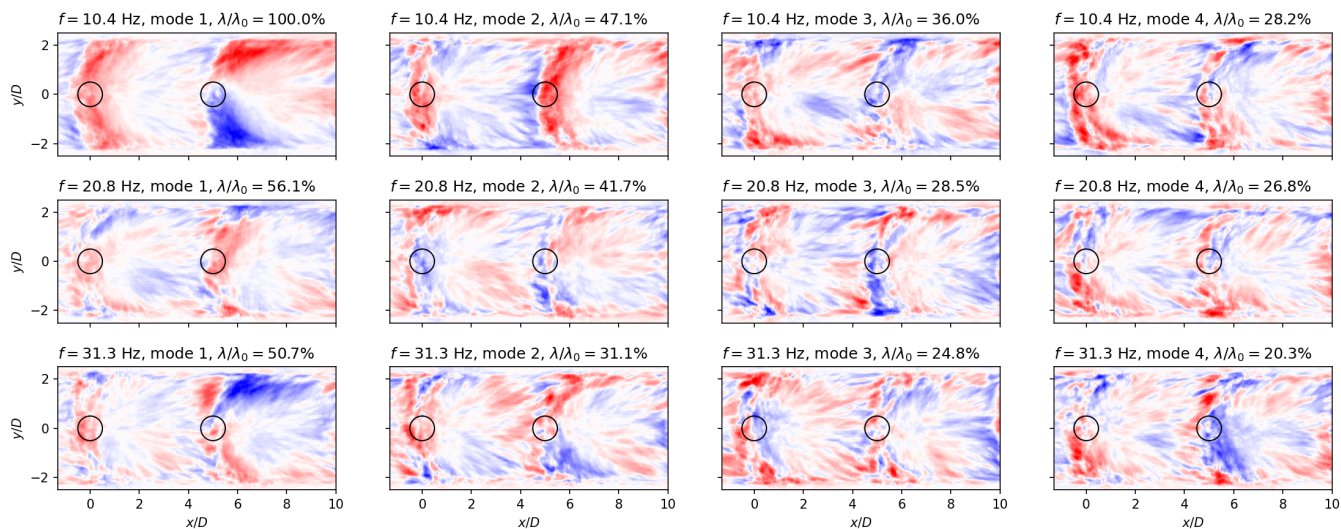 f = 10.4 Hz, mode 1, λ/λ₀ = 100.0%
f = 10.4 Hz, mode 2, λ/λ₀ = 47.1%
f = 10.4 Hz, mode 3, λ/λ₀ = 36.0%
f = 10.4 Hz, mode 4, λ/λ₀ = 28.2%
y/D
2
0
−2
f = 20.8 Hz, mode 1, λ/λ₀ = 56.1%
f = 20.8 Hz, mode 2, λ/λ₀ = 41.7%
f = 20.8 Hz, mode 3, λ/λ₀ = 28.5%
f = 20.8 Hz, mode 4, λ/λ₀ = 26.8%
y/D
2
0
−2
f = 31.3 Hz, mode 1, λ/λ₀ = 50.7%
f = 31.3 Hz, mode 2, λ/λ₀ = 31.1%
f = 31.3 Hz, mode 3, λ/λ₀ = 24.8%
f = 31.3 Hz, mode 4, λ/λ₀ = 20.3%
y/D
2
0
−2
0 2 4 6 8 10
x/D
0 2 4 6 8 10
x/D
0 2 4 6 8 10
x/D
0 2 4 6 8 10
x/D